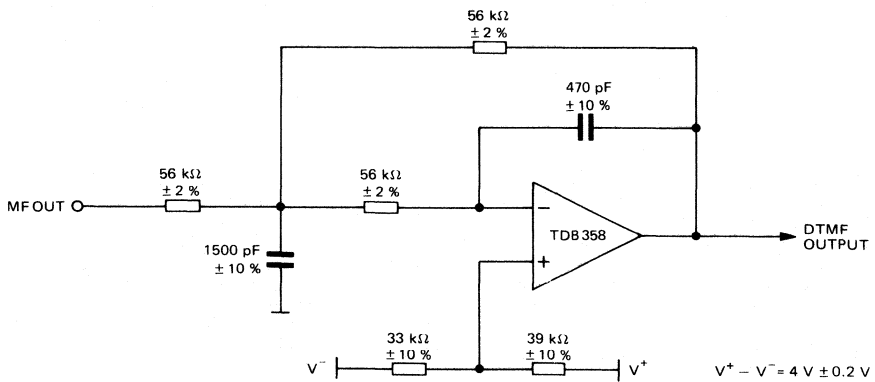 56 kΩ
± 2 %
470 pF
± 10 %
56 kΩ
± 2 %
56 kΩ
± 2 %
MF OUT
−
TDB 358
+
DTMF
OUTPUT
1500 pF
± 10 %
33 kΩ
± 10 %
39 kΩ
± 10 %
V⁻
V⁺
V⁺ − V⁻ = 4 V ± 0.2 V